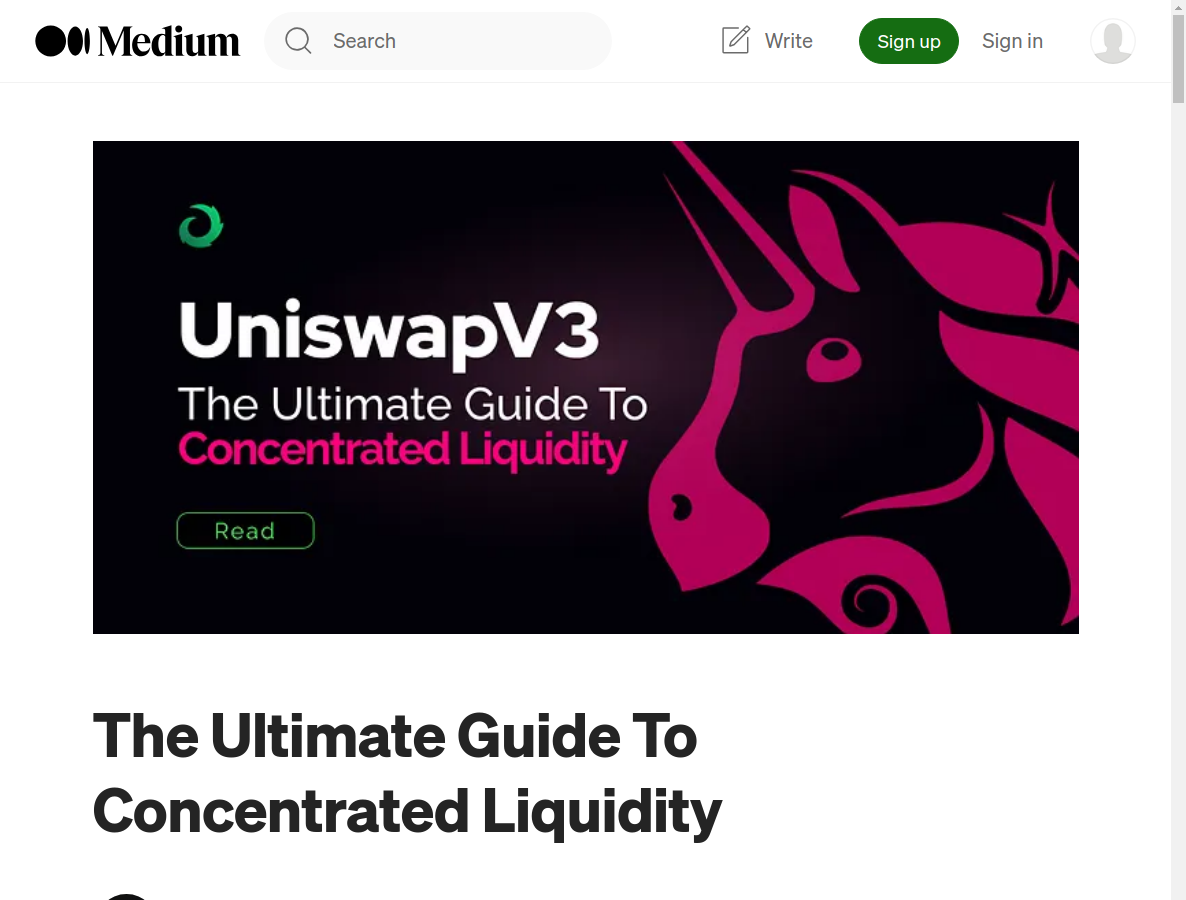 Medium
Search
Write
Sign up
Sign in
UniswapV3
The Ultimate Guide To
Concentrated Liquidity
Read
The Ultimate Guide To
Concentrated Liquidity